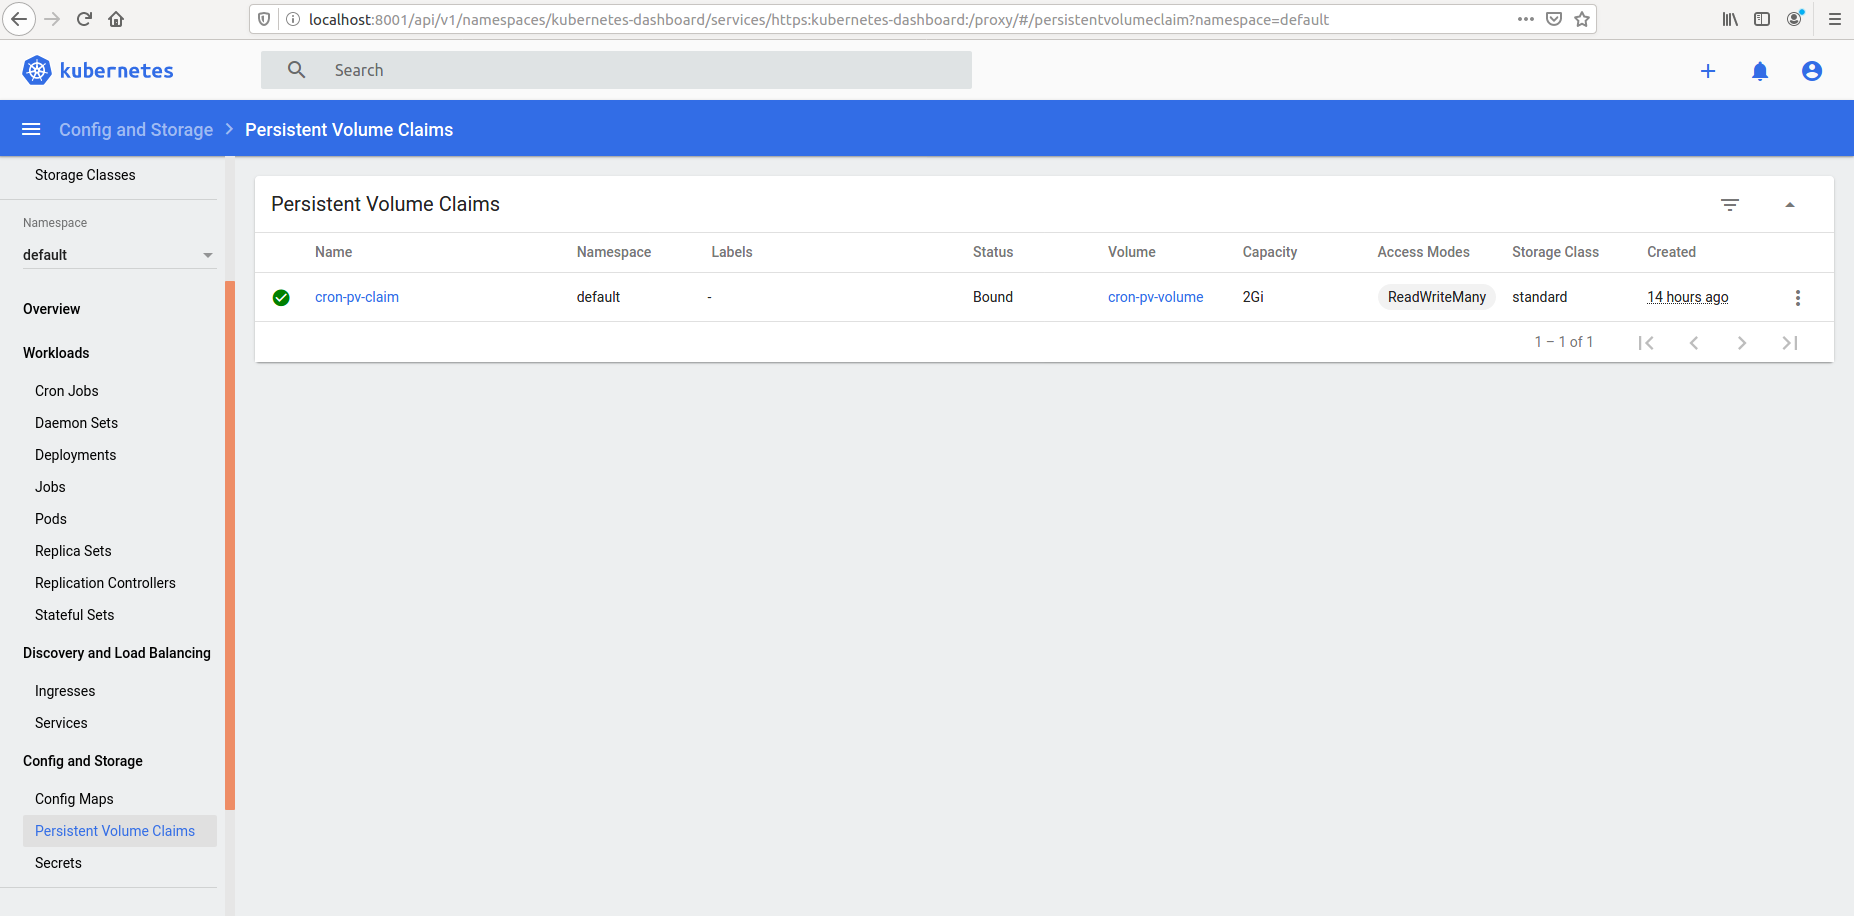 localhost:8001/api/v1/namespaces/kubernetes-dashboard/services/https:kubernetes-dashboard:/proxy/#/persistentvolumeclaim?namespace=default
kubernetes
Search
Config and Storage > Persistent Volume Claims
Storage Classes
Namespace
default
Overview
Workloads
Cron Jobs
Daemon Sets
Deployments
Jobs
Pods
Replica Sets
Replication Controllers
Stateful Sets
Discovery and Load Balancing
Ingresses
Services
Config and Storage
Config Maps
Persistent Volume Claims
Secrets
Persistent Volume Claims
Name Namespace Labels Status Volume Capacity Access Modes Storage Class Created
cron-pv-claim default - Bound cron-pv-volume 2Gi ReadWriteMany standard 14 hours ago
1 – 1 of 1